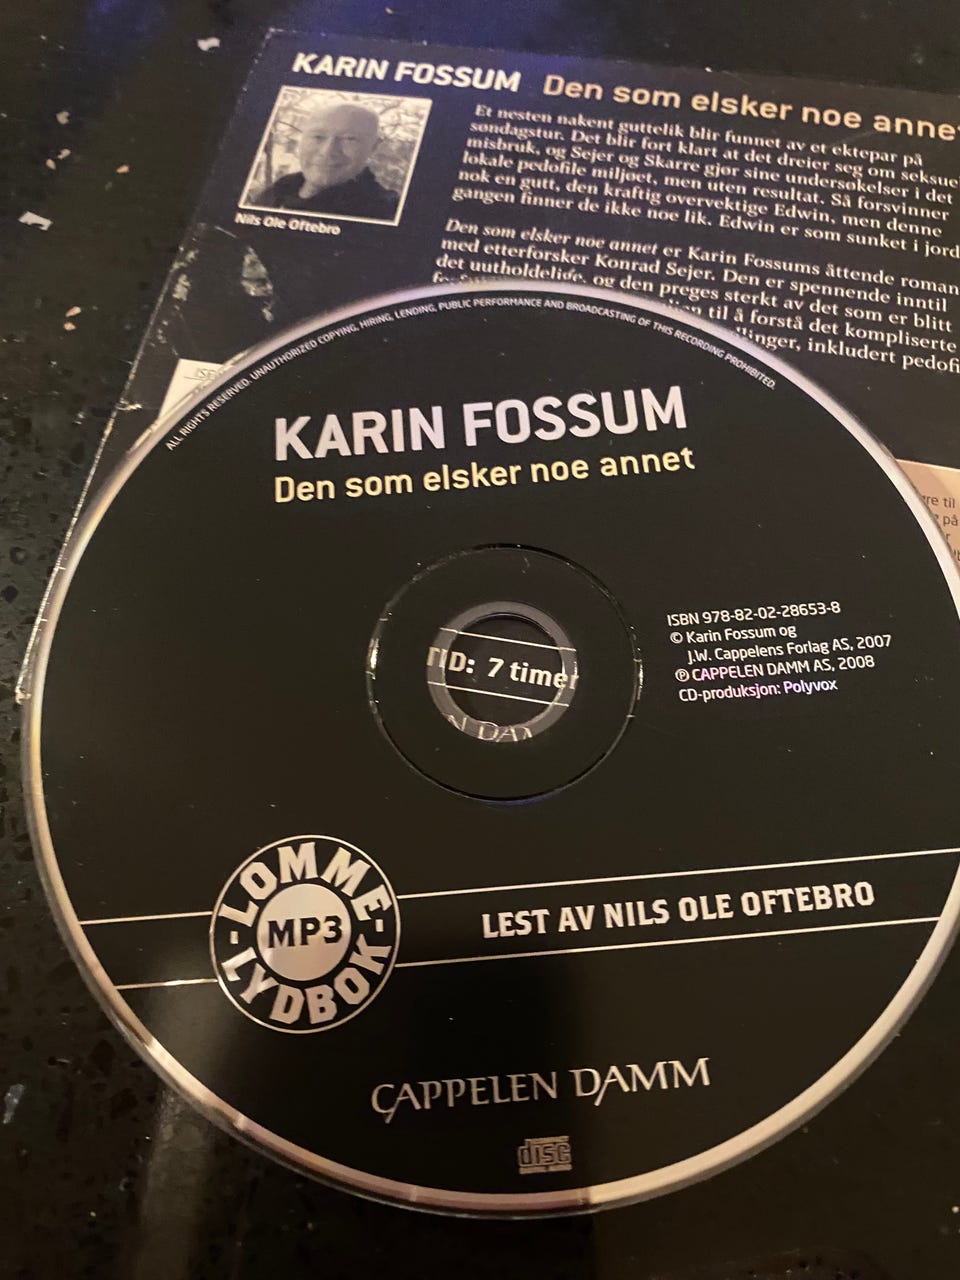 KARIN FOSSUM Den som elsker noe annet
Et nesten nakent guttelik blir funnet av et ektepar på
søndagstur. Det blir fort klart at det dreier seg om seksue
misbruk, og Sejer og Skarre gjør sine undersøkelser i det
lokale pedofile miljøet, men uten resultat. Så forsvinner
nok en gutt, den kraftig overvektige Edwin, men denne
gangen finner de ikke noe lik. Edwin er som sunket i jord
Nils Ole Oftebro
Den som elsker noe annet er Karin Fossums åttende roman
med etterforsker Konrad Sejer. Den er spennende inntil
det uutholdelige, og den preges sterkt av det som er blitt
til å forstå det kompliserte
inkludert pedofi
ISB
ALL RIGHTS RESERVED. UNAUTHORIZED COPYING, HIRING, LENDING, PUBLIC PERFORMANCE AND BROADCASTING OF THIS RECORDING PROHIBITED.
KARIN FOSSUM
Den som elsker noe annet
til
på
ISBN 978-82-02-28653-8
© Karin Fossum og
J.W. Cappelens Forlag AS, 2007
℗ CAPPELEN DAMM AS, 2008
CD-produksjon: Polyvox
TID: 7 timer
N DAM
LOMME-
MP3
-LYDBOK
LEST AV NILS OLE OFTEBRO
CAPPELEN DAMM
COMPACT
disc
DIGITAL AUDIO